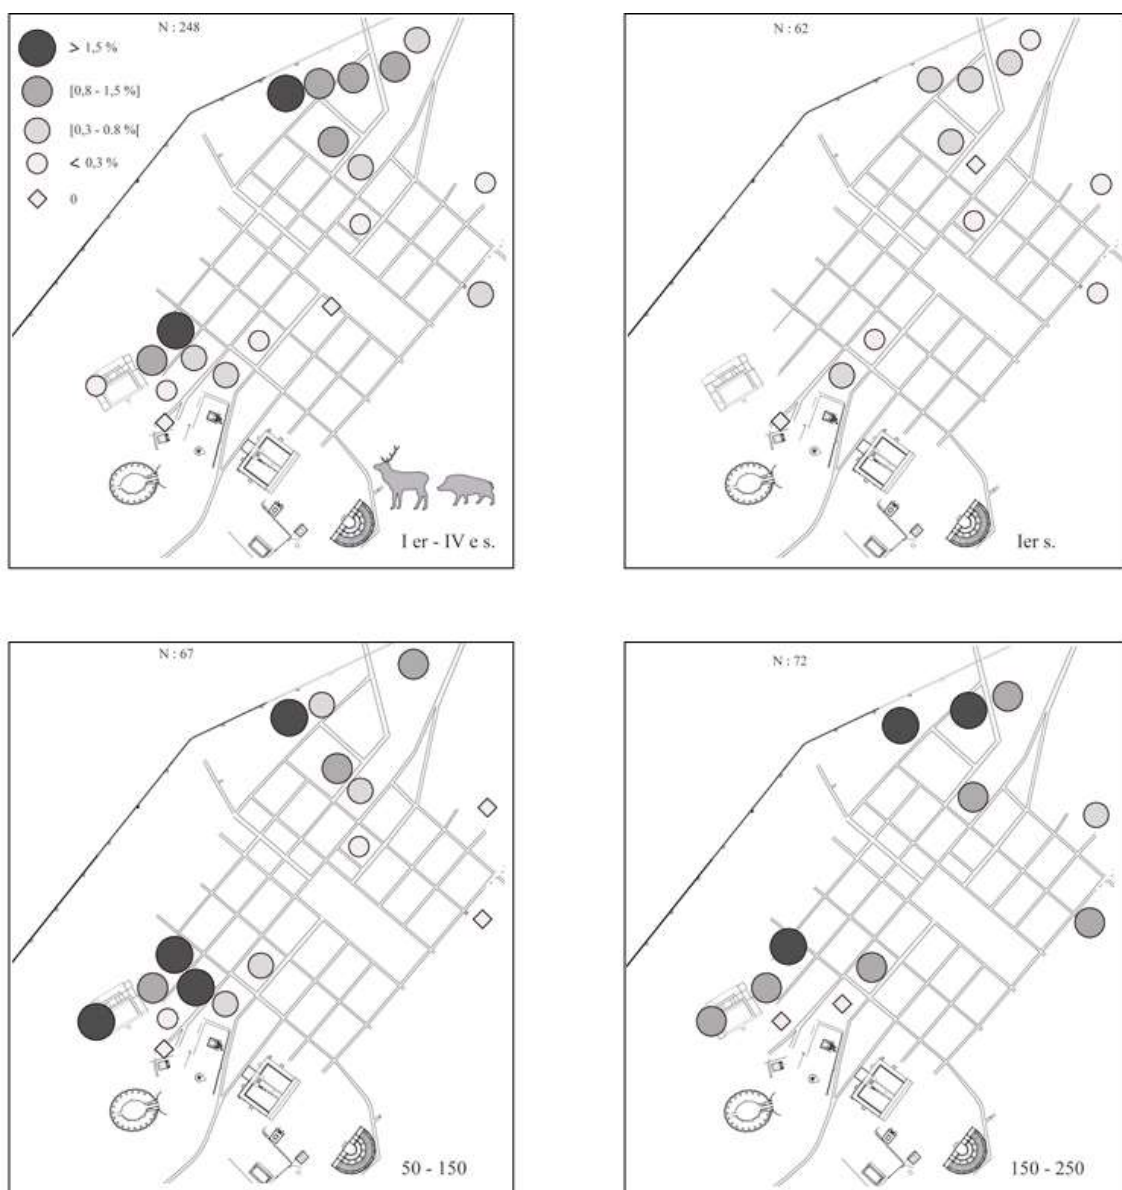 N : 248
> 1,5 %
[0,8 - 1,5 %]
[0,3 - 0.8 %[
< 0,3 %
0
I er - IV e s.
N : 62
Ier s.
N : 67
50 - 150
N : 72
150 - 250